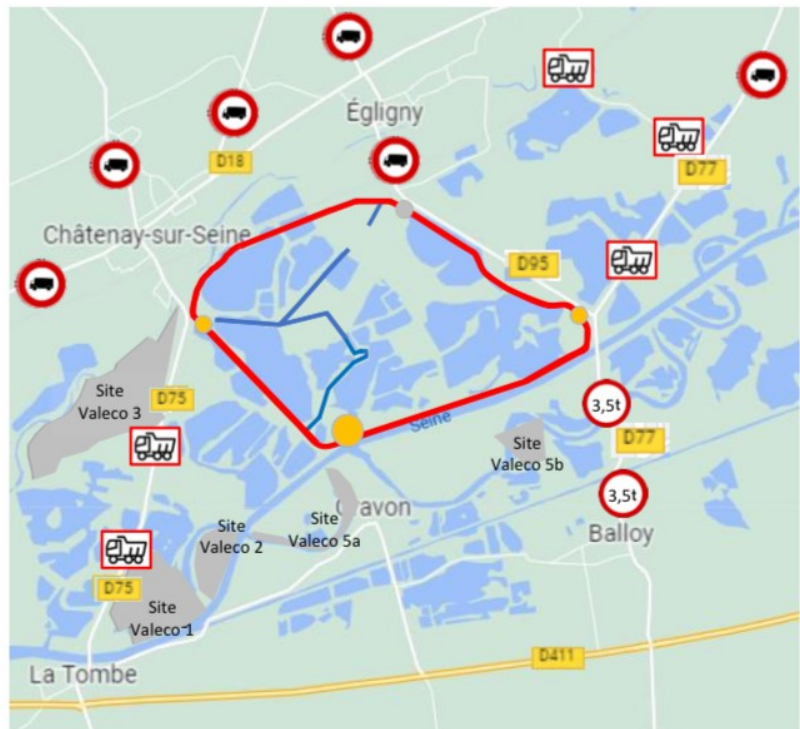 Égligny
D18
D77
Châtenay-sur-Seine
D95
Site
Valeco 3
D75
3,5t
Seine
D77
Site
Valeco 5b
3,5t
Gravon
Site
Valeco 5a
Site
Valeco 2
Balloy
D75
Site
Valeco 1
D411
La Tombe